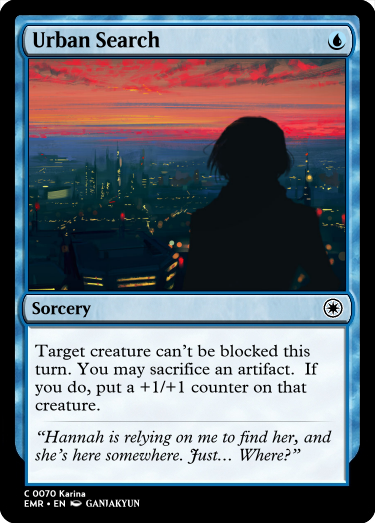 Urban Search
Sorcery
Target creature can't be blocked this
turn. You may sacrifice an artifact.  If
you do, put a +1/+1 counter on that
creature.
“Hannah is relying on me to find her, and
she's here somewhere. Just… Where?”
C 0070 Karina
EMR • EN GANJAKYUN